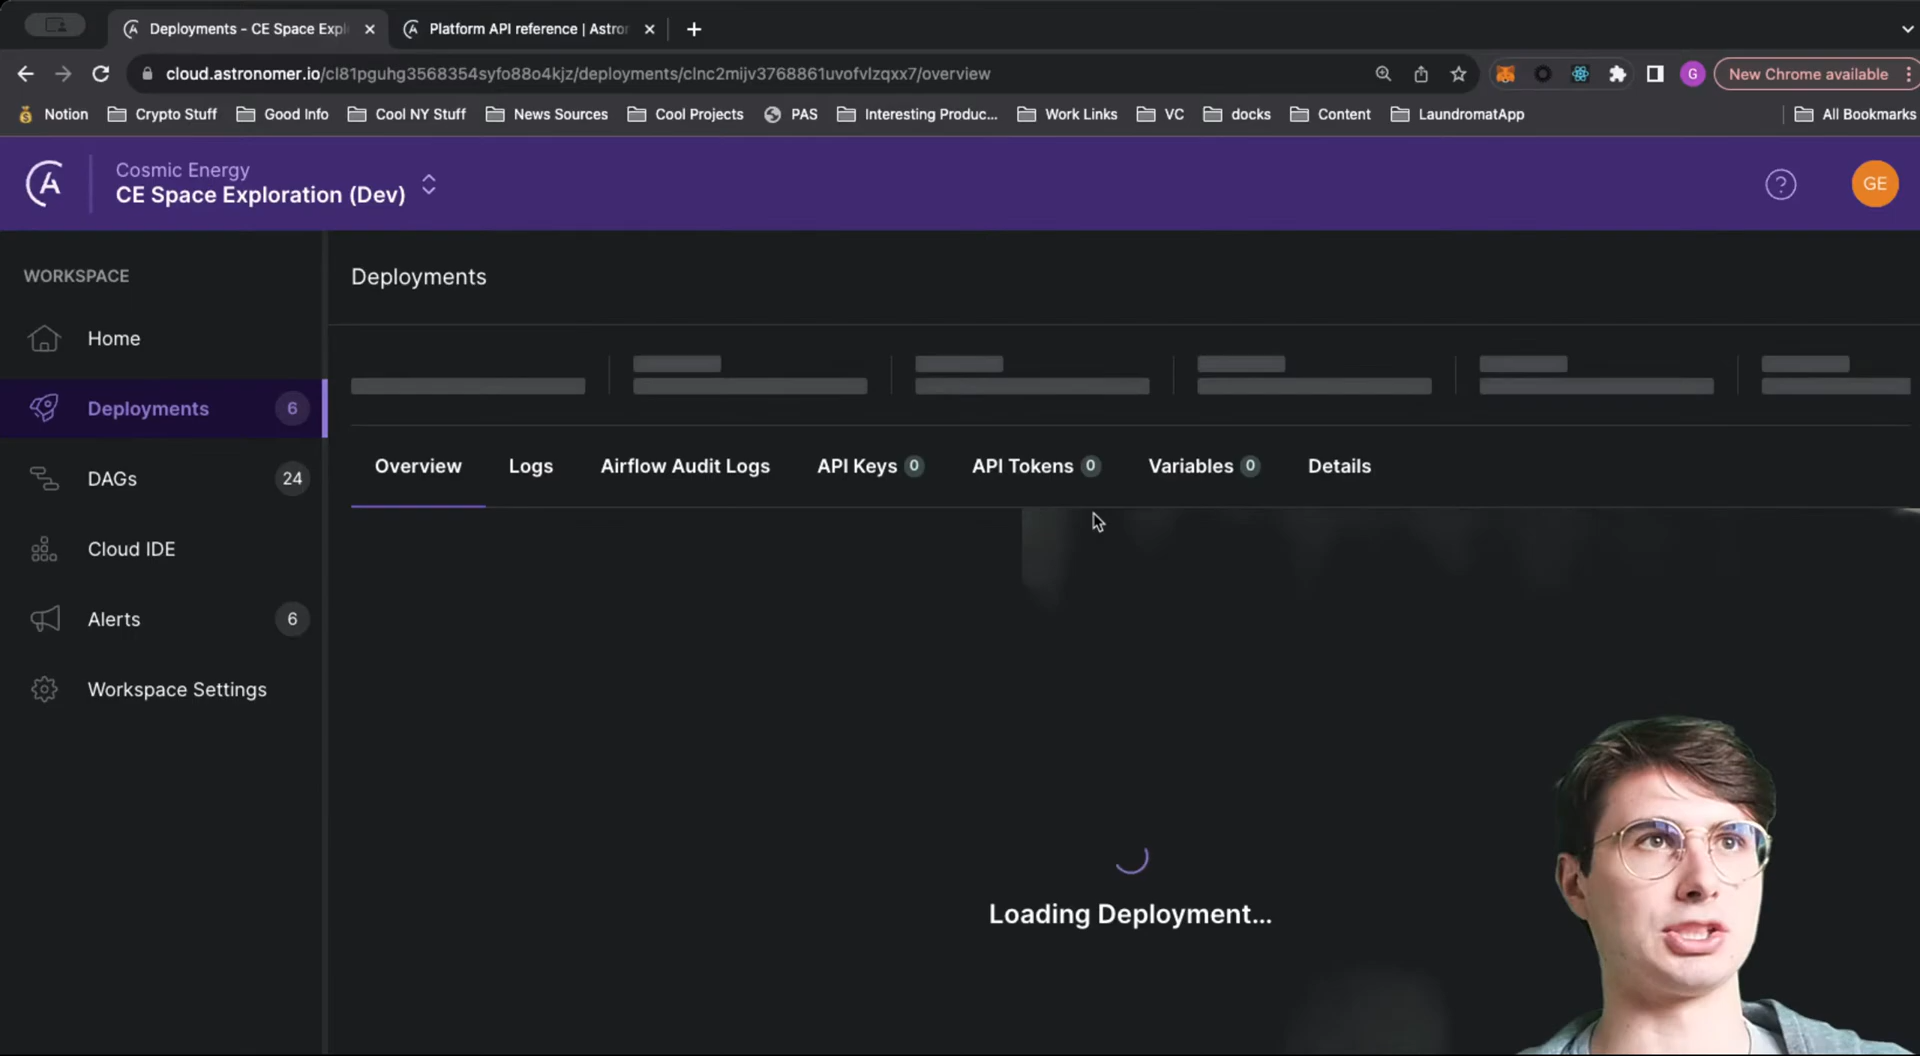 Deployments - CE Space Expl
Platform API reference | Astror
cloud.astronomer.io/cl81pguhg3568354syfo88o4kjz/deployments/clnc2mijv3768861uvofvlzqxx7/overview
G
New Chrome available
Notion
Crypto Stuff
Good Info
Cool NY Stuff
News Sources
Cool Projects
PAS
Interesting Produc...
Work Links
VC
docks
Content
LaundromatApp
All Bookmarks
Cosmic Energy
CE Space Exploration (Dev)
?
GE
WORKSPACE
Home
Deployments 6
DAGs 24
Cloud IDE
Alerts 6
Workspace Settings
Deployments
Overview
Logs
Airflow Audit Logs
API Keys 0
API Tokens 0
Variables 0
Details
Loading Deployment...